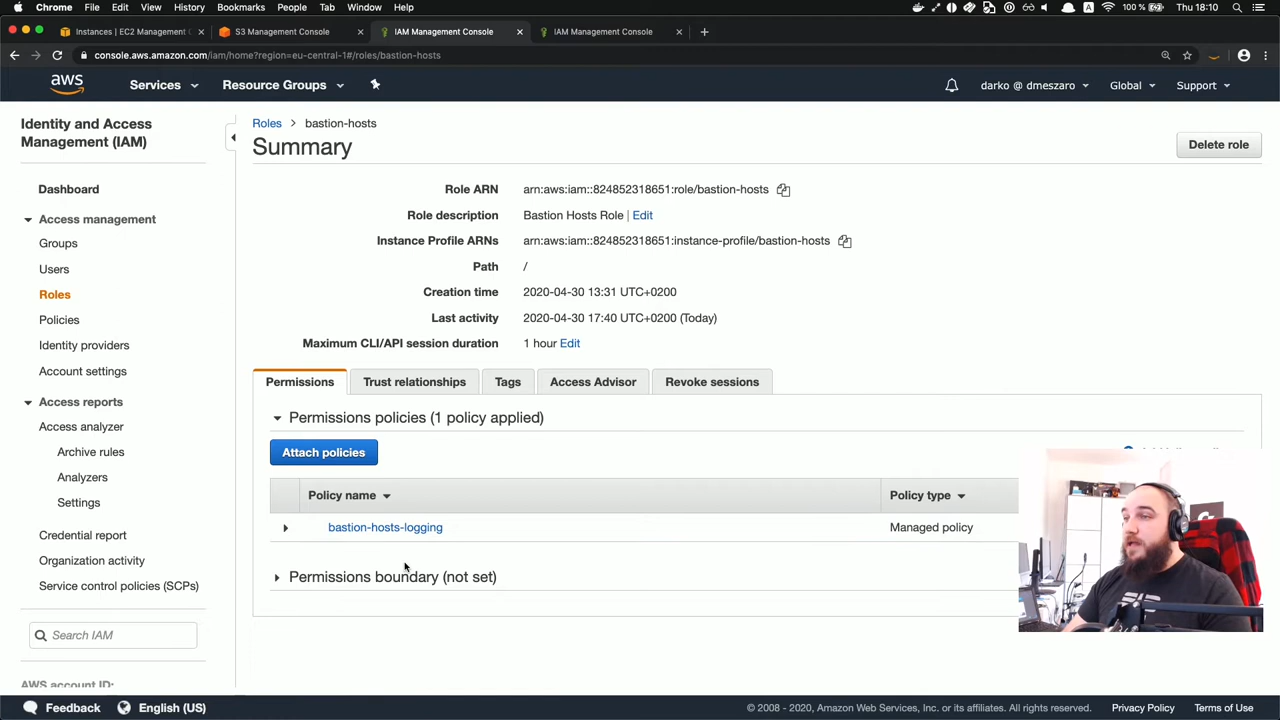 Chrome File Edit View History Bookmarks People Tab Window Help 100 % Thu 18:10
Instances | EC2 Management C S3 Management Console IAM Management Console IAM Management Console
console.aws.amazon.com/iam/home?region=eu-central-1#/roles/bastion-hosts
aws Services Resource Groups darko @ dmeszaro Global Support
Identity and Access
Management (IAM)
Dashboard
Access management
Groups
Users
Roles
Policies
Identity providers
Account settings
Access reports
Access analyzer
Archive rules
Analyzers
Settings
Credential report
Organization activity
Service control policies (SCPs)
Search IAM
AWS account ID:
Roles > bastion-hosts
Summary
Delete role
Role ARN arn:aws:iam::824852318651:role/bastion-hosts
Role description Bastion Hosts Role | Edit
Instance Profile ARNs arn:aws:iam::824852318651:instance-profile/bastion-hosts
Path /
Creation time 2020-04-30 13:31 UTC+0200
Last activity 2020-04-30 17:40 UTC+0200 (Today)
Maximum CLI/API session duration 1 hour Edit
Permissions Trust relationships Tags Access Advisor Revoke sessions
Permissions policies (1 policy applied)
Attach policies
Policy name Policy type
bastion-hosts-logging Managed policy
Permissions boundary (not set)
Feedback English (US) © 2008 - 2020, Amazon Web Services, Inc. or its affiliates. All rights reserved. Privacy Policy Terms of Use